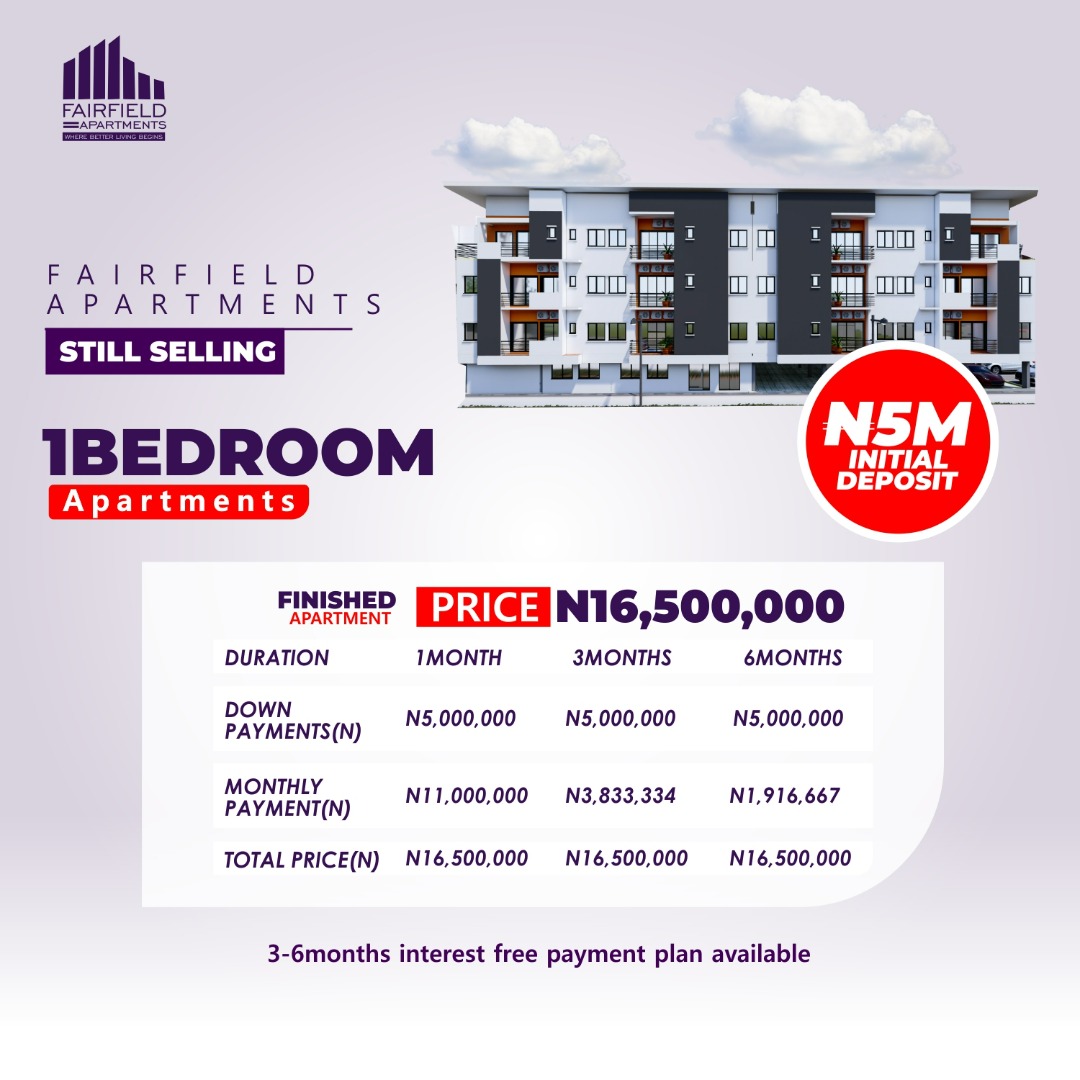 FAIRFIELD
APARTMENTS
WHERE BETTER LIVING BEGINS
FAIRFIELD
APARTMENTS
STILL SELLING
1BEDROOM
Apartments
N5M
INITIAL
DEPOSIT
FINISHED
APARTMENT
PRICE N16,500,000
DURATION 1MONTH 3MONTHS 6MONTHS
DOWN
PAYMENTS(N) N5,000,000 N5,000,000 N5,000,000
MONTHLY
PAYMENT(N) N11,000,000 N3,833,334 N1,916,667
TOTAL PRICE(N) N16,500,000 N16,500,000 N16,500,000
3-6months interest free payment plan available